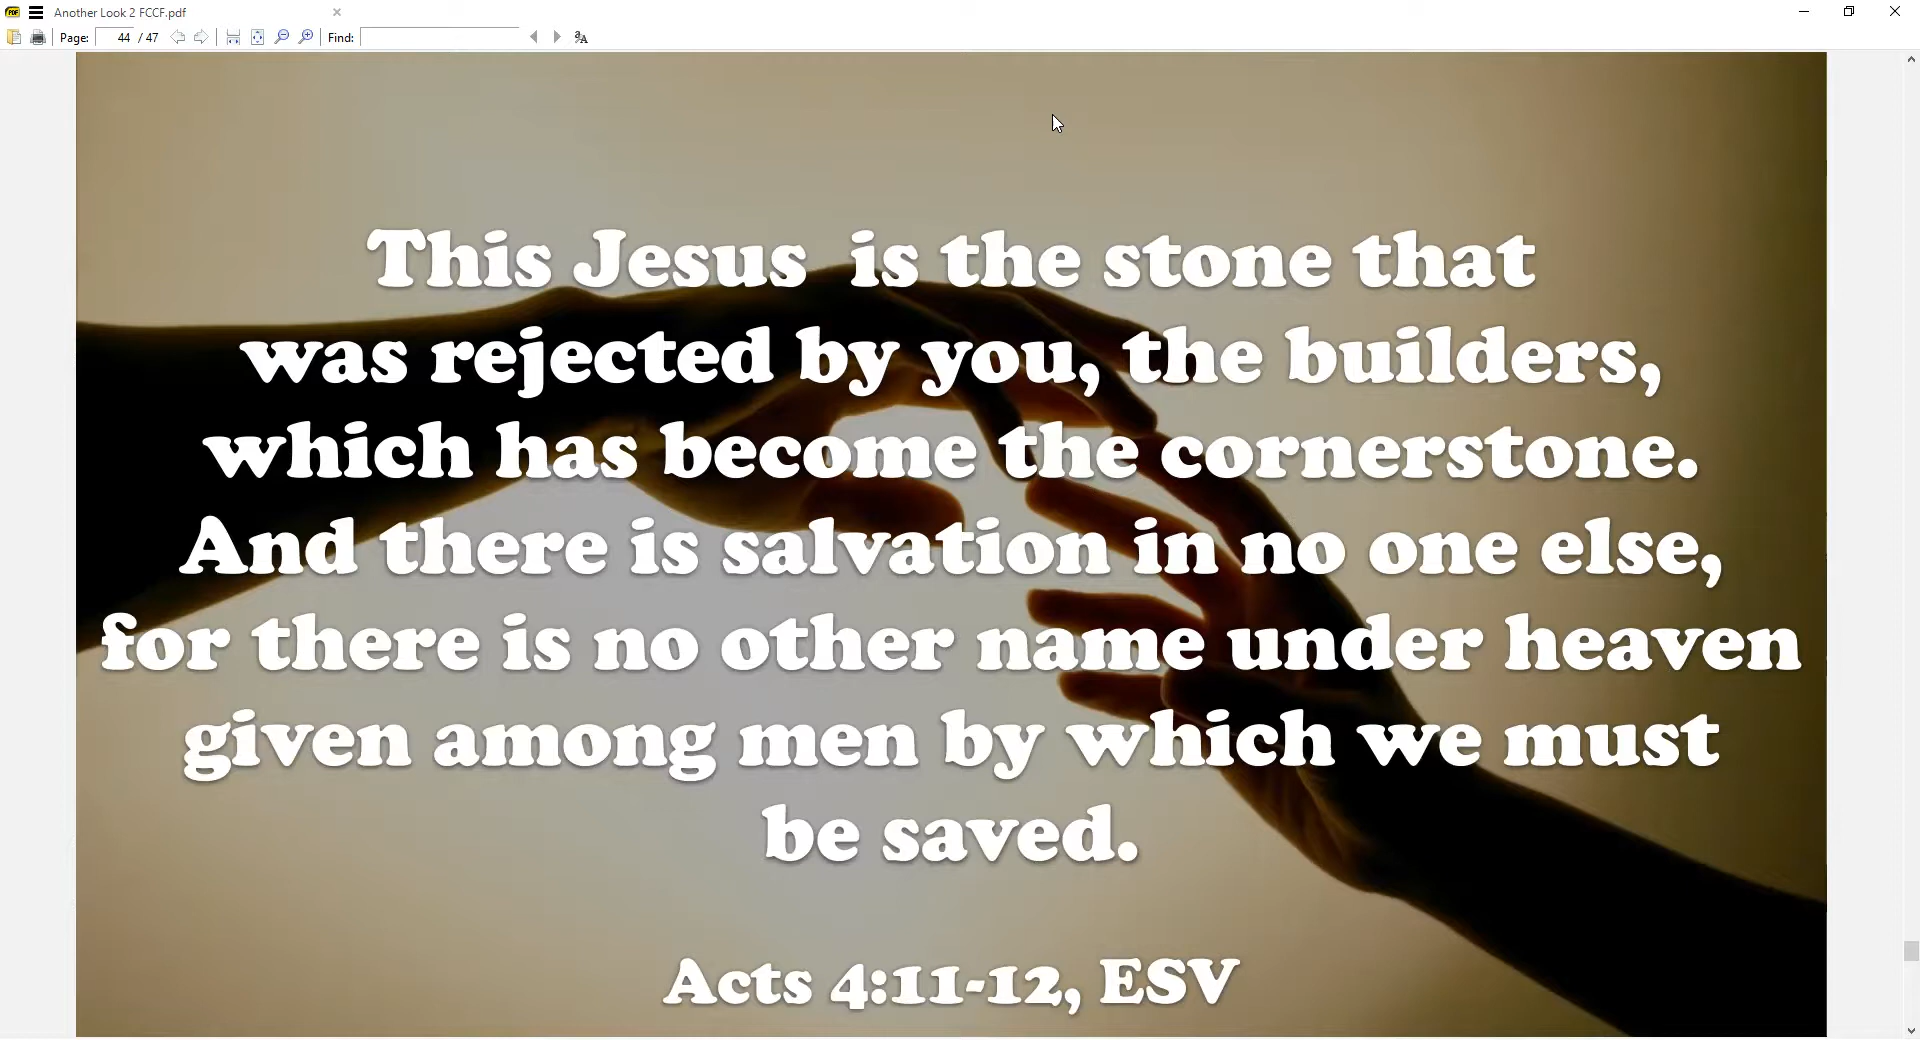 Another Look 2 FCCF.pdf
Page: 44 / 47 Find:
This Jesus is the stone that
was rejected by you, the builders,
which has become the cornerstone.
And there is salvation in no one else,
for there is no other name under heaven
given among men by which we must
be saved.
Acts 4:11-12, ESV